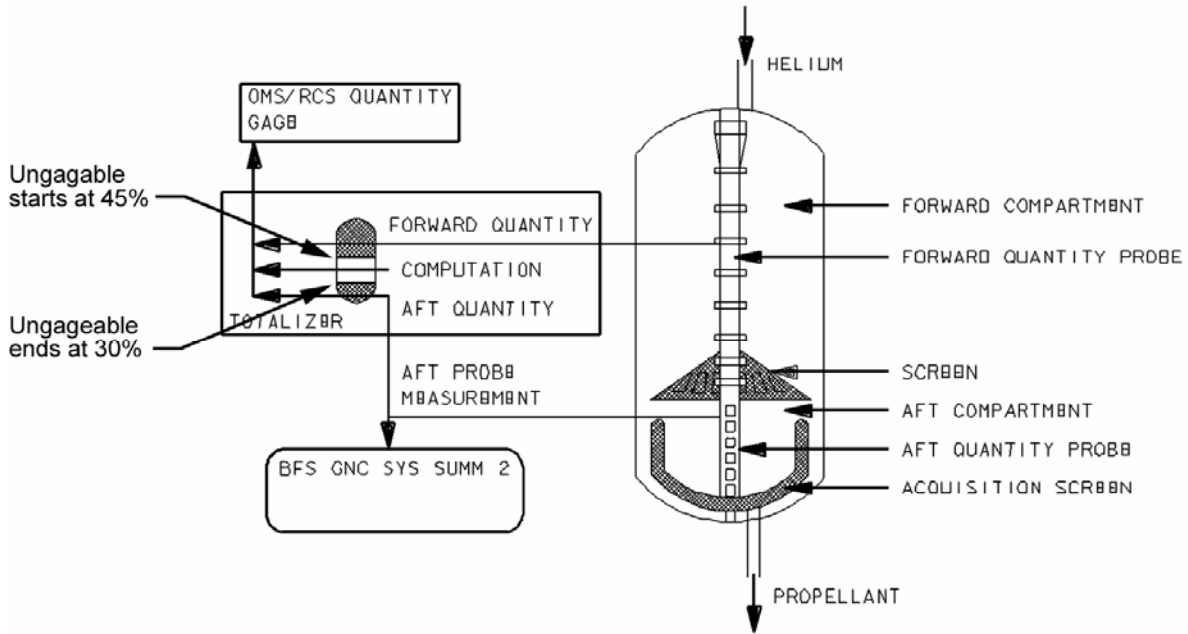 HELIUM
OMS/RCS QUANTITY
GAGE
Ungagable
starts at 45%
FORWARD QUANTITY
COMPUTATION
AFT QUANTITY
TOTALIZER
Ungageable
ends at 30%
AFT PROBE
MEASUREMENT
BFS GNC SYS SUMM 2
FORWARD COMPARTMENT
FORWARD QUANTITY PROBE
SCREEN
AFT COMPARTMENT
AFT QUANTITY PROBE
ACQUISITION SCREEN
PROPELLANT